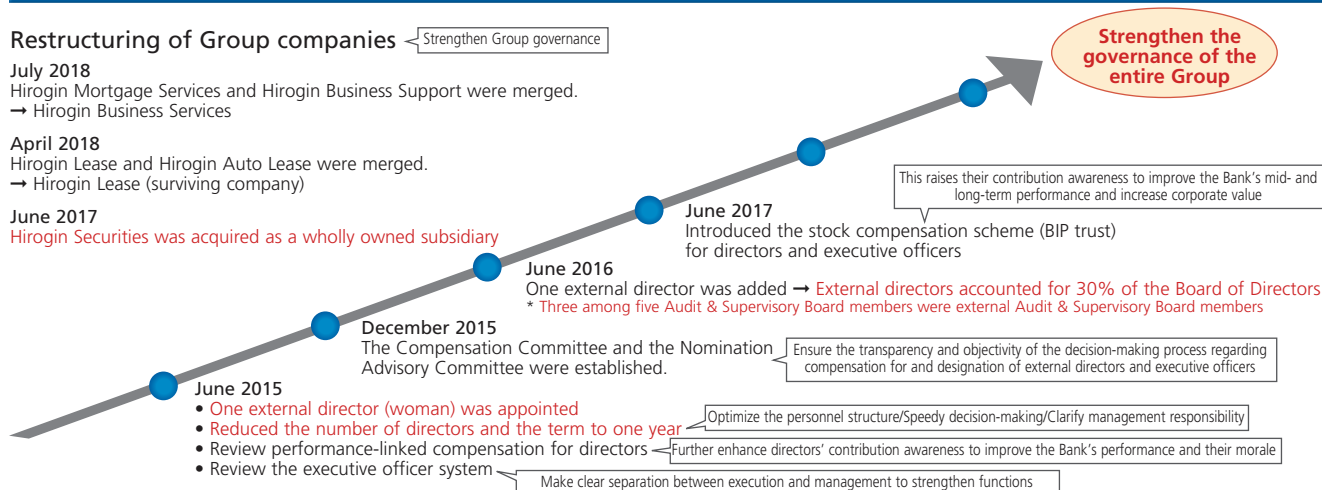 Restructuring of Group companies
Strengthen Group governance
July 2018
Hirogin Mortgage Services and Hirogin Business Support were merged.
→ Hirogin Business Services
April 2018
Hirogin Lease and Hirogin Auto Lease were merged.
→ Hirogin Lease (surviving company)
June 2017
Hirogin Securities was acquired as a wholly owned subsidiary
Strengthen the
governance of the
entire Group
This raises their contribution awareness to improve the Bank's mid- and
long-term performance and increase corporate value
June 2017
Introduced the stock compensation scheme (BIP trust)
for directors and executive officers
June 2016
One external director was added → External directors accounted for 30% of the Board of Directors
* Three among five Audit & Supervisory Board members were external Audit & Supervisory Board members
December 2015
The Compensation Committee and the Nomination
Advisory Committee were established.
Ensure the transparency and objectivity of the decision-making process regarding
compensation for and designation of external directors and executive officers
June 2015
• One external director (woman) was appointed
• Reduced the number of directors and the term to one year
Optimize the personnel structure/Speedy decision-making/Clarify management responsibility
• Review performance-linked compensation for directors
Further enhance directors' contribution awareness to improve the Bank's performance and their morale
• Review the executive officer system
Make clear separation between execution and management to strengthen functions